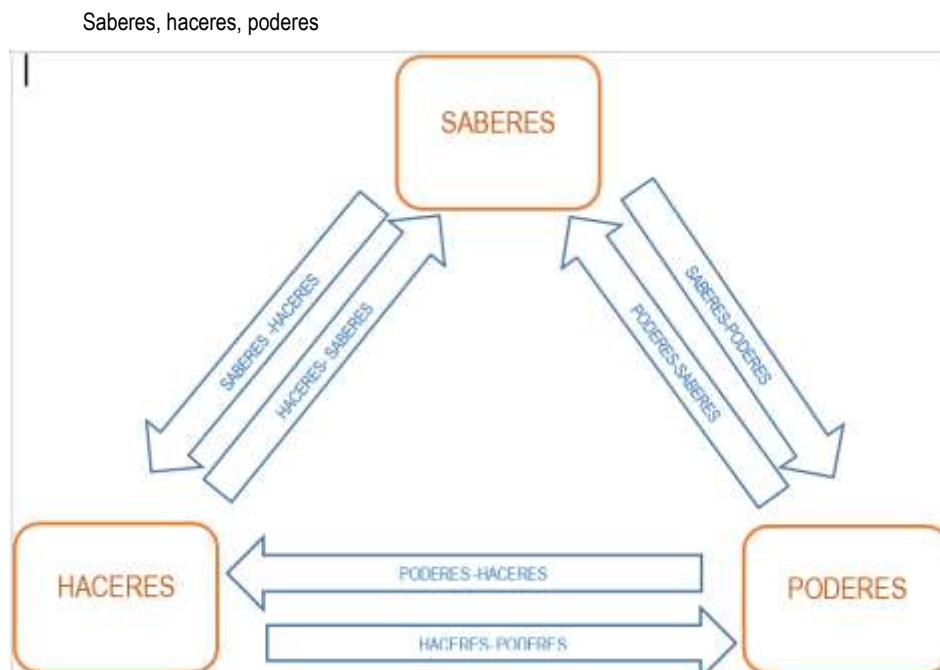 Saberes, haceres, poderes
SABERES
SABERES -HACERES
HACERES- SABERES
PODERES-SABERES
SABERES-PODERES
HACERES
PODERES -HACERES
HACERES-PODERES
PODERES